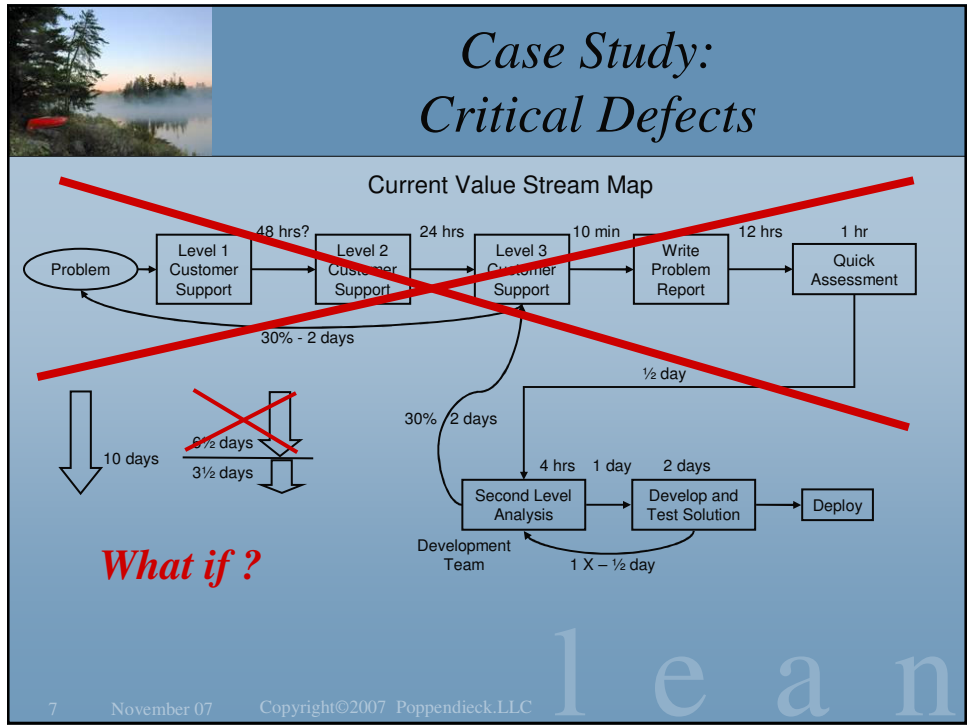 Case Study:
Critical Defects
Current Value Stream Map
48 hrs?
24 hrs
10 min
12 hrs
1 hr
Problem
Level 1
Customer
Support
Level 2
Customer
Support
Level 3
Customer
Support
Write
Problem
Report
Quick
Assessment
30% - 2 days
½ day
30% - 2 days
10 days
6½ days
3½ days
4 hrs
1 day
2 days
Second Level
Analysis
Develop and
Test Solution
Deploy
Development
Team
1 X – ½ day
What if ?
lean
7 November 07 Copyright©2007 Poppendieck.LLC